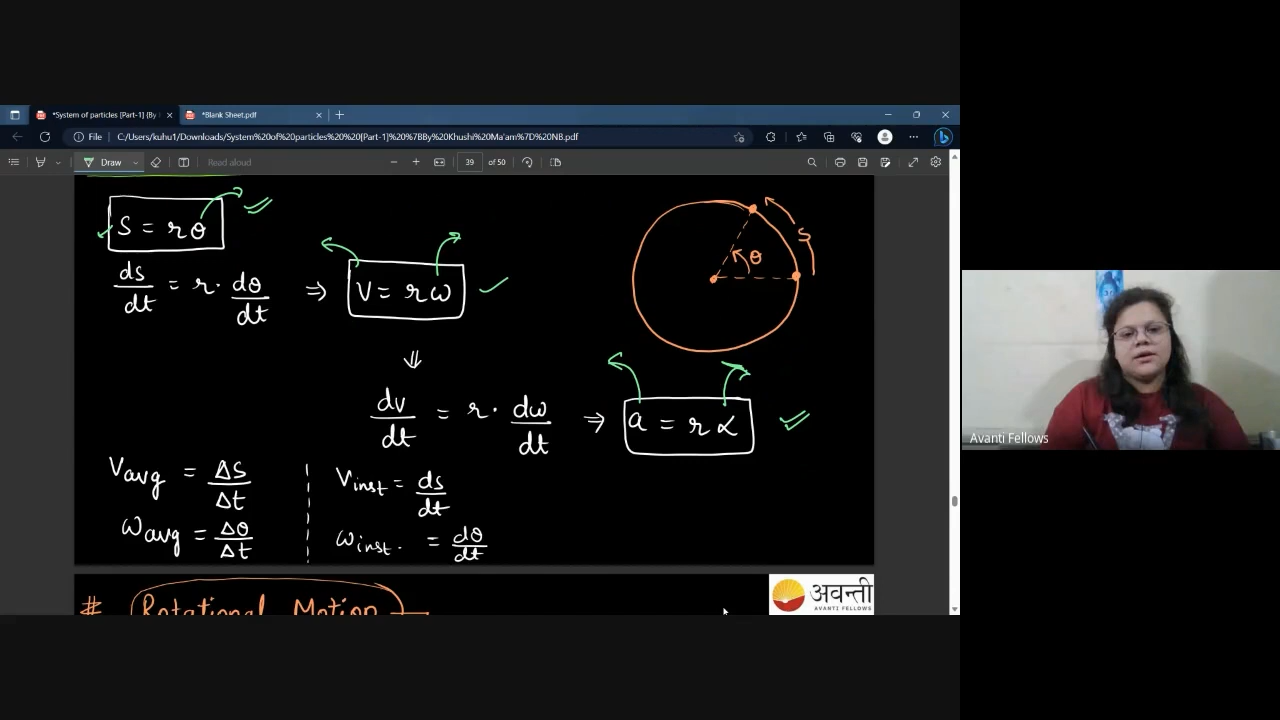 *System of particles [Part-1] {By
*Blank Sheet.pdf
File
C:/Users/kuhu1/Downloads/System%20of%20particles%20%20[Part-1]%20%7BBy%20Khushi%20Ma'am%7D%20NB.pdf
Draw
Read aloud
39 of 50
S = rθ
ds/dt = r · dθ/dt ⇒ V = rω
S
θ
⇓
dv/dt = r · dω/dt ⇒ a = rα
Vavg = Δs/Δt
Vinst = ds/dt
ωavg = Δθ/Δt
ωinst. = dθ/dt
# Rotational Motion
अवन्ती
AVANTI FELLOWS
Avanti Fellows